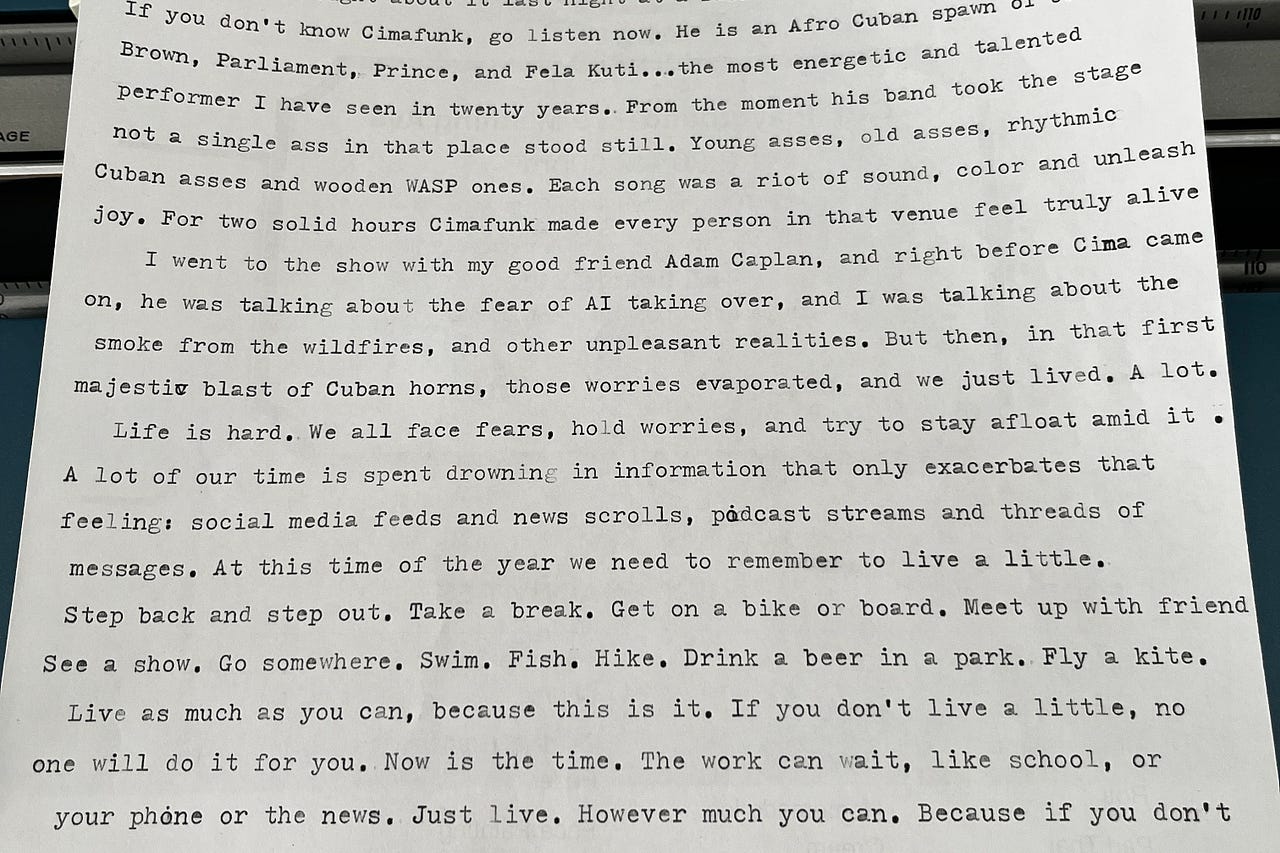 about it last night at a
If you don't know Cimafunk, go listen now. He is an Afro Cuban spawn of
Brown, Parliament, Prince, and Fela Kuti...the most energetic and talented
performer I have seen in twenty years. From the moment his band took the stage
not a single ass in that place stood still. Young asses, old asses, rhythmic
Cuban asses and wooden WASP ones. Each song was a riot of sound, color and unleash
joy. For two solid hours Cimafunk made every person in that venue feel truly alive
I went to the show with my good friend Adam Caplan, and right before Cima came
on, he was talking about the fear of AI taking over, and I was talking about the
smoke from the wildfires, and other unpleasant realities. But then, in that first
majestic blast of Cuban horns, those worries evaporated, and we just lived. A lot.
Life is hard. We all face fears, hold worries, and try to stay afloat amid it .
A lot of our time is spent drowning in information that only exacerbates that
feeling: social media feeds and news scrolls, podcast streams and threads of
messages. At this time of the year we need to remember to live a little.
Step back and step out. Take a break. Get on a bike or board. Meet up with friend
See a show. Go somewhere. Swim. Fish. Hike. Drink a beer in a park. Fly a kite.
Live as much as you can, because this is it. If you don't live a little, no
one will do it for you. Now is the time. The work can wait, like school, or
your phone or the news. Just live. However much you can. Because if you don't
AGE
110
110